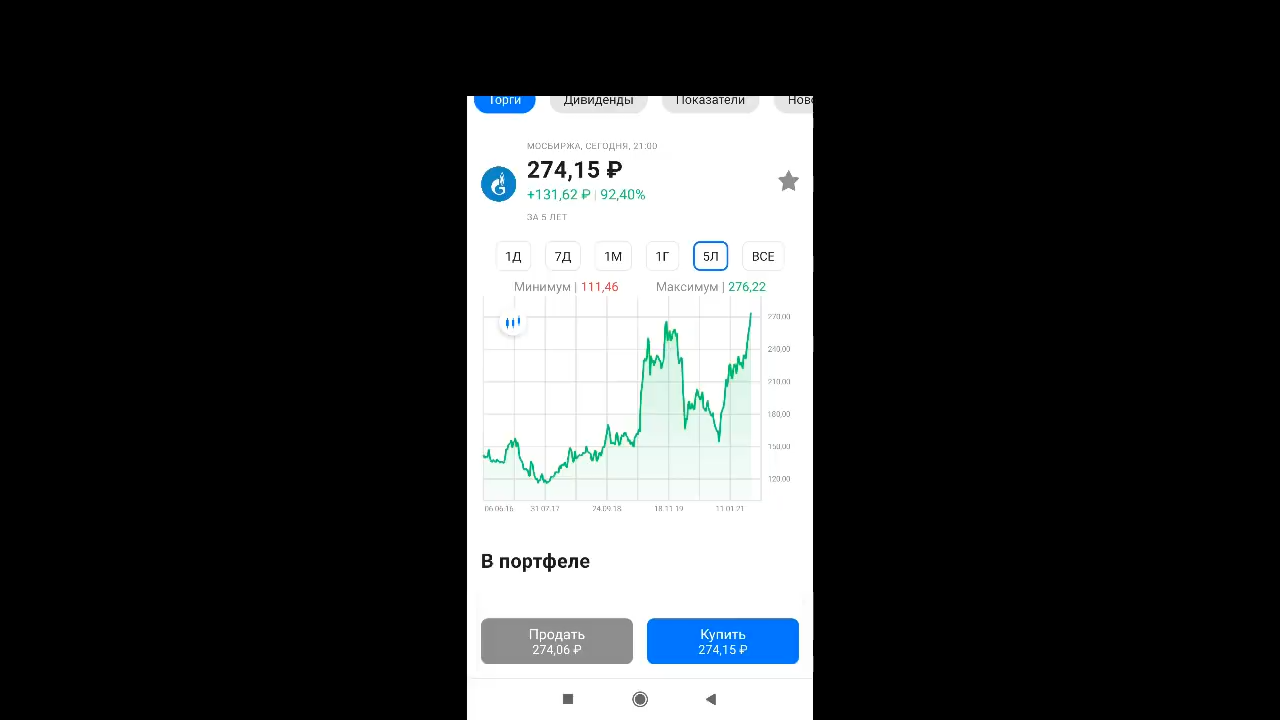 Торги Дивиденды Показатели Ново
МОСБИРЖА, СЕГОДНЯ, 21:00
274,15 ₽
+131,62 ₽ | 92,40%
ЗА 5 ЛЕТ
1Д 7Д 1М 1Г 5Л ВСЕ
Минимум | 111,46 Максимум | 276,22
270,00
240,00
210,00
180,00
150,00
120,00
06.06.16 31.07.17 24.09.18 18.11.19 11.01.21
В портфеле
Продать Купить
274,06 ₽ 274,15 ₽